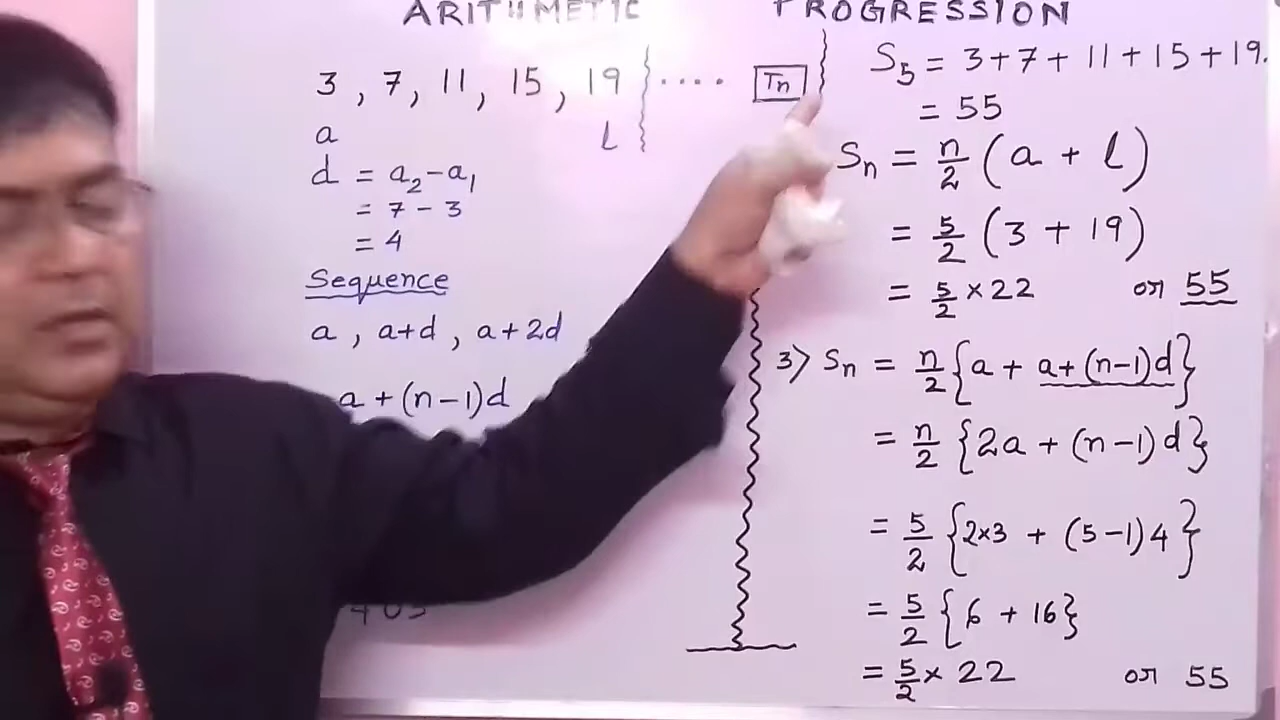 ARITHMETIC PROGRESSION
3 , 7, 11, 15, 19 .... Tn
a l
d = a₂ - a₁
= 7 - 3
= 4
Sequence
a , a+d , a+2d
a + (n-1)d
403
S₅ = 3+7+11+15+19.
= 55
Sn = n/2 (a + l)
= 5/2 (3 + 19)
= 5/2 × 22 or 55
3) Sn = n/2 {a + a+(n-1)d}
= n/2 {2a + (n-1)d}
= 5/2 {2×3 + (5-1)4}
= 5/2 {6 + 16}
= 5/2 × 22 or 55